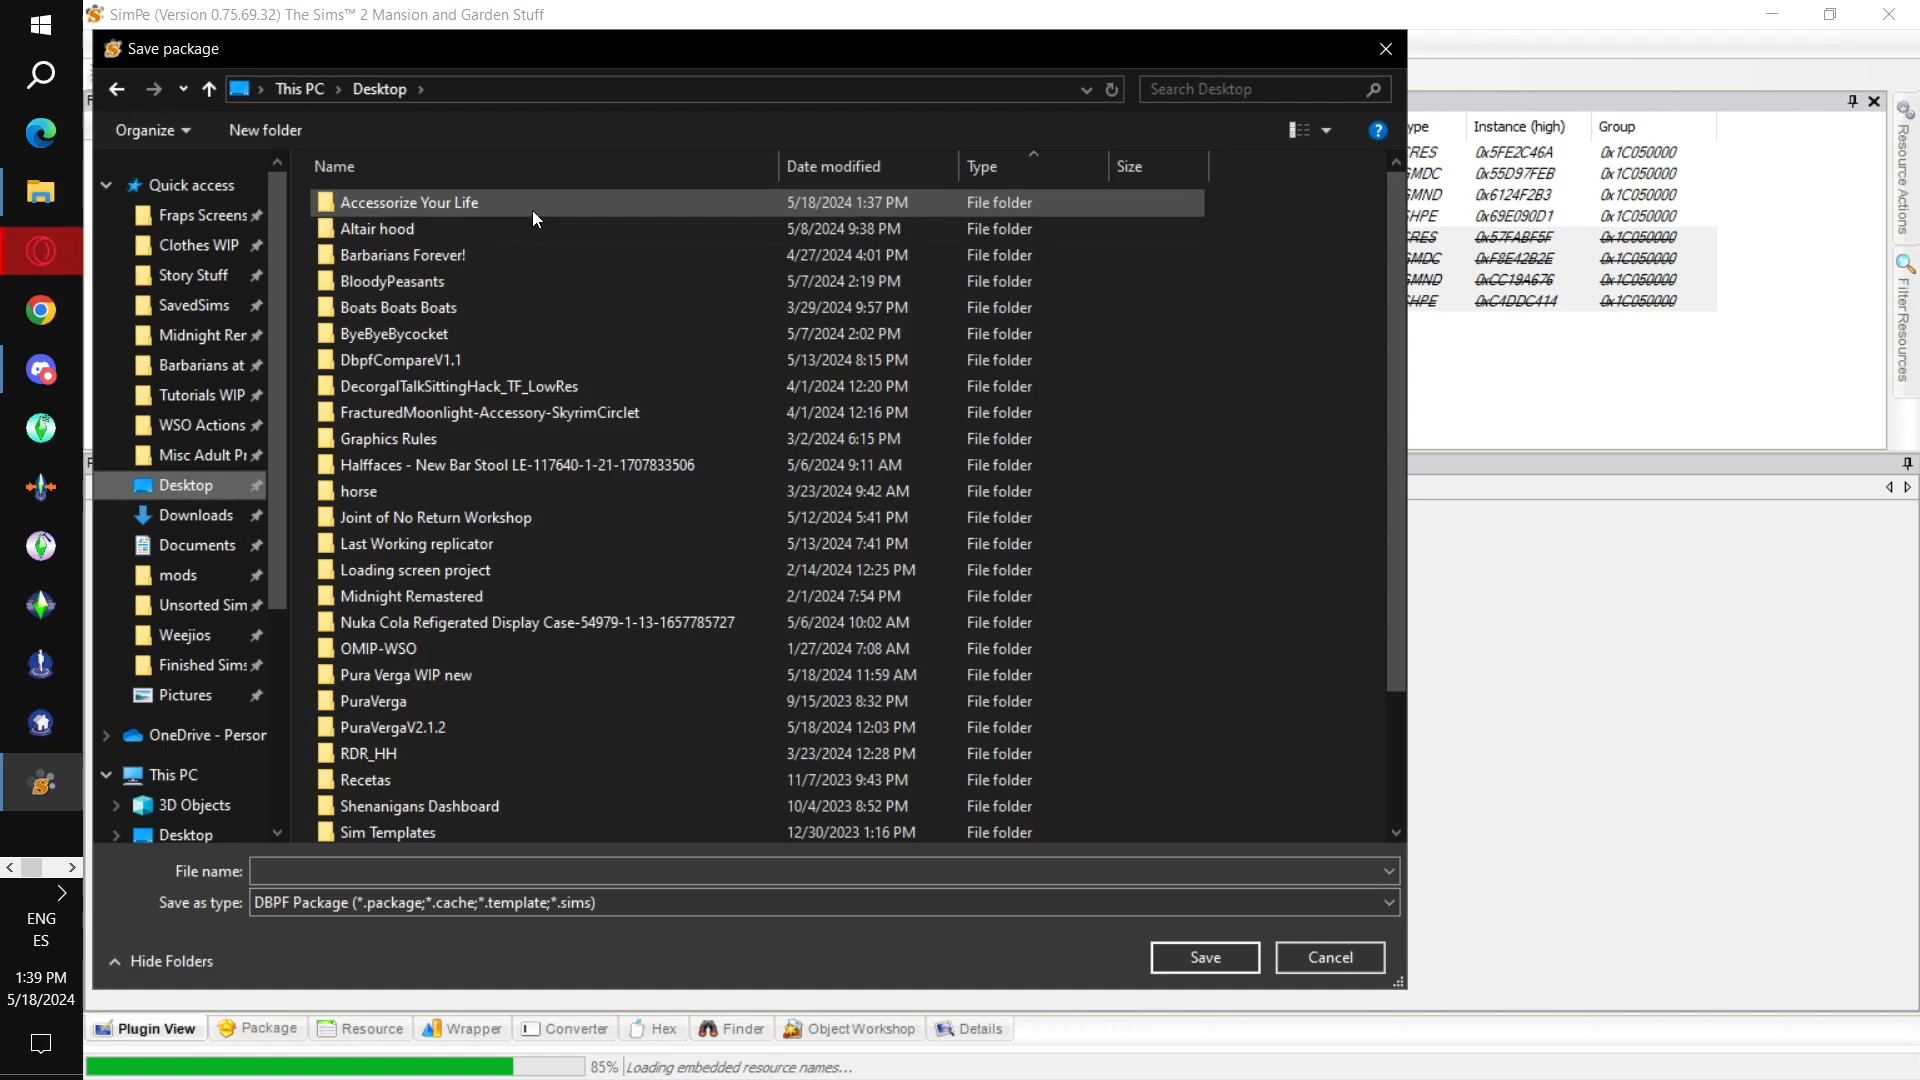 SimPe (Version 0.75.69.32) The Sims™ 2 Mansion and Garden Stuff
Save package
This PC > Desktop >
Search Desktop
Organize
New folder
Name Date modified Type Size
Quick access
Fraps Screens
Clothes WIP
Story Stuff
SavedSims
Midnight Rer
Barbarians at
Tutorials WIP
WSO Actions
Misc Adult Pr
Desktop
Downloads
Documents
mods
Unsorted Sim
Weejios
Finished Sims
Pictures
OneDrive - Person
This PC
3D Objects
Desktop
Accessorize Your Life 5/18/2024 1:37 PM File folder
Altair hood 5/8/2024 9:38 PM File folder
Barbarians Forever! 4/27/2024 4:01 PM File folder
BloodyPeasants 5/7/2024 2:19 PM File folder
Boats Boats Boats 3/29/2024 9:57 PM File folder
ByeByeBycocket 5/7/2024 2:02 PM File folder
DbpfCompareV1.1 5/13/2024 8:15 PM File folder
DecorgalTalkSittingHack_TF_LowRes 4/1/2024 12:20 PM File folder
FracturedMoonlight-Accessory-SkyrimCirclet 4/1/2024 12:16 PM File folder
Graphics Rules 3/2/2024 6:15 PM File folder
Halffaces - New Bar Stool LE-117640-1-21-1707833506 5/6/2024 9:11 AM File folder
horse 3/23/2024 9:42 AM File folder
Joint of No Return Workshop 5/12/2024 5:41 PM File folder
Last Working replicator 5/13/2024 7:41 PM File folder
Loading screen project 2/14/2024 12:25 PM File folder
Midnight Remastered 2/1/2024 7:54 PM File folder
Nuka Cola Refigerated Display Case-54979-1-13-1657785727 5/6/2024 10:02 AM File folder
OMIP-WSO 1/27/2024 7:08 AM File folder
Pura Verga WIP new 5/18/2024 11:59 AM File folder
PuraVerga 9/15/2023 8:32 PM File folder
PuraVergaV2.1.2 5/18/2024 12:03 PM File folder
RDR_HH 3/23/2024 12:28 PM File folder
Recetas 11/7/2023 9:43 PM File folder
Shenanigans Dashboard 10/4/2023 8:52 PM File folder
Sim Templates 12/30/2023 1:16 PM File folder
File name:
Save as type: DBPF Package (*.package;*.cache;*.template;*.sims)
Hide Folders
Save
Cancel
ype Instance (high) Group
RES 0x5FE2C46A 0x1C050000
GMDC 0x55D97FEB 0x1C050000
GMND 0x6124F2B3 0x1C050000
SHPE 0x69E090D1 0x1C050000
RES 0x57FABF5F 0x1C050000
GMDC 0xF8E42B2E 0x1C050000
GMND 0xCC19A676 0x1C050000
SHPE 0xC4DDC414 0x1C050000
Resource Actions
Filter Resources
ENG
ES
1:39 PM
5/18/2024
Plugin View Package Resource Wrapper Converter Hex Finder Object Workshop Details
85% Loading embedded resource names...